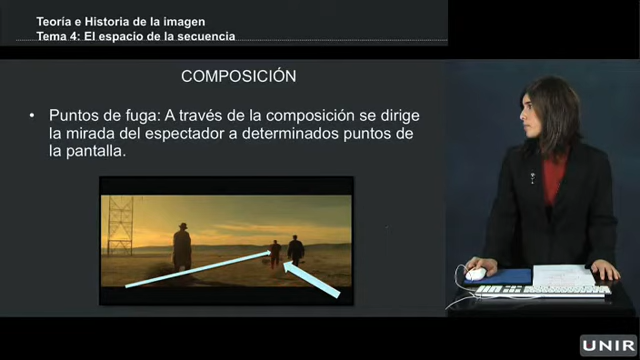 Teoría e Historia de la imagen
Tema 4: El espacio de la secuencia
COMPOSICIÓN
• Puntos de fuga: A través de la composición se dirige
la mirada del espectador a determinados puntos de
la pantalla.
UNIR